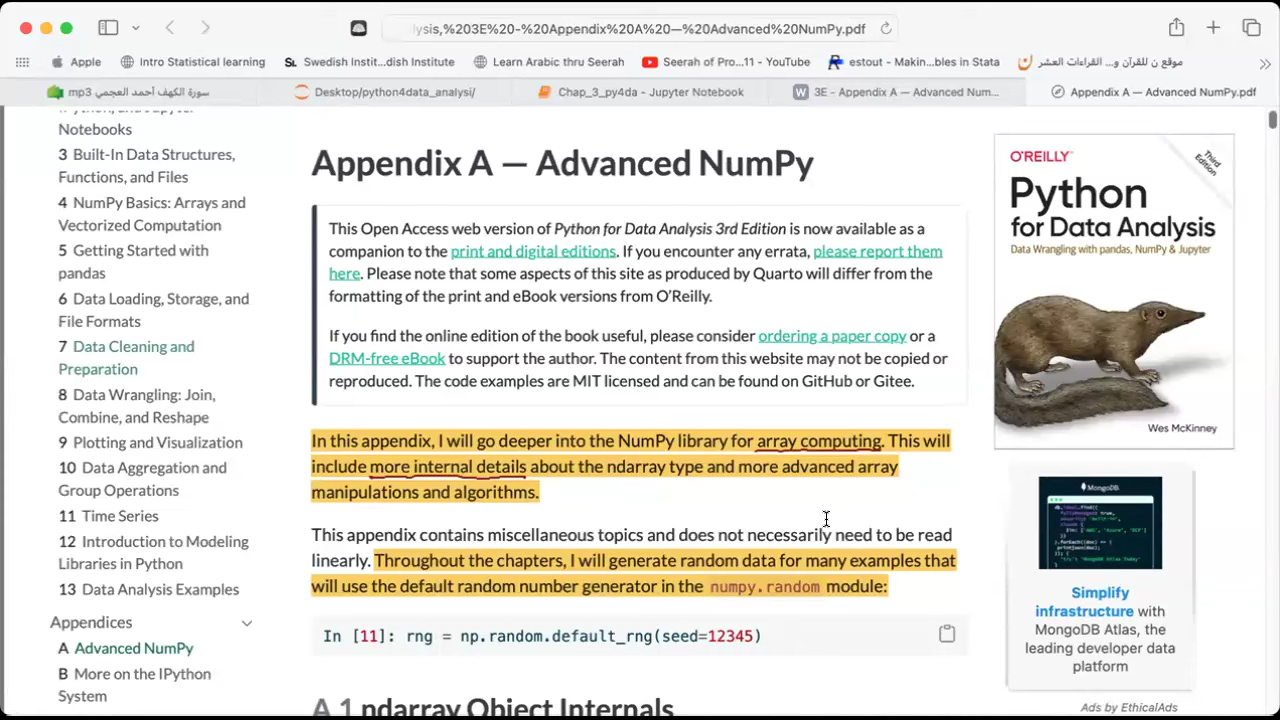 lysis,%203E%20-%20Appendix%20A%20—%20Advanced%20NumPy.pdf
Apple
Intro Statistical learning
SL Swedish Instit...dish Institute
Learn Arabic thru Seerah
Seerah of Pro...11 - YouTube
estout - Makin...bles in Stata
موقع ن للقرآن و... القراءات العشر
سورة الكهف أحمد العجمي mp3
Desktop/python4data_analysi/
Chap_3_py4da - Jupyter Notebook
W 3E - Appendix A — Advanced Num...
Appendix A — Advanced NumPy.pdf
Notebooks
3 Built-In Data Structures,
Functions, and Files
4 NumPy Basics: Arrays and
Vectorized Computation
5 Getting Started with
pandas
6 Data Loading, Storage, and
File Formats
7 Data Cleaning and
Preparation
8 Data Wrangling: Join,
Combine, and Reshape
9 Plotting and Visualization
10 Data Aggregation and
Group Operations
11 Time Series
12 Introduction to Modeling
Libraries in Python
13 Data Analysis Examples
Appendices
A Advanced NumPy
B More on the IPython
System
Appendix A — Advanced NumPy
This Open Access web version of Python for Data Analysis 3rd Edition is now available as a
companion to the print and digital editions. If you encounter any errata, please report them
here. Please note that some aspects of this site as produced by Quarto will differ from the
formatting of the print and eBook versions from O'Reilly.
If you find the online edition of the book useful, please consider ordering a paper copy or a
DRM-free eBook to support the author. The content from this website may not be copied or
reproduced. The code examples are MIT licensed and can be found on GitHub or Gitee.
In this appendix, I will go deeper into the NumPy library for array computing. This will
include more internal details about the ndarray type and more advanced array
manipulations and algorithms.
This appendix contains miscellaneous topics and does not necessarily need to be read
linearly. Throughout the chapters, I will generate random data for many examples that
will use the default random number generator in the numpy.random module:
In [11]: rng = np.random.default_rng(seed=12345)
A 1 ndarray Object Internals
O'REILLY
Third
Edition
Python
for Data Analysis
Data Wrangling with pandas, NumPy & Jupyter
Wes McKinney
MongoDB
Simplify
infrastructure with
MongoDB Atlas, the
leading developer data
platform
Ads by EthicalAds